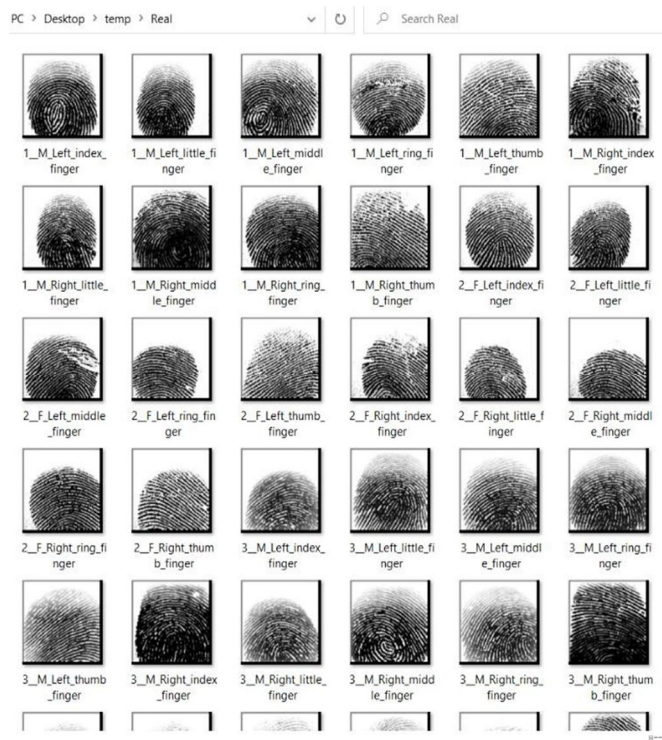 PC > Desktop > temp > Real
Search Real
1__M_Left_index_
finger
1__M_Left_little_fi
nger
1__M_Left_middl
e_finger
1__M_Left_ring_fi
nger
1__M_Left_thumb
_finger
1__M_Right_index
_finger
1__M_Right_little_
finger
1__M_Right_midd
le_finger
1__M_Right_ring_
finger
1__M_Right_thum
b_finger
2__F_Left_index_fi
nger
2__F_Left_little_fi
nger
2__F_Left_middle
_finger
2__F_Left_ring_fin
ger
2__F_Left_thumb_
finger
2__F_Right_index_
finger
2__F_Right_little_f
inger
2__F_Right_middl
e_finger
2__F_Right_ring_fi
nger
2__F_Right_thum
b_finger
3__M_Left_index_
finger
3__M_Left_little_fi
nger
3__M_Left_middl
e_finger
3__M_Left_ring_fi
nger
3__M_Left_thumb
_finger
3__M_Right_index
_finger
3__M_Right_little_
finger
3__M_Right_midd
le_finger
3__M_Right_ring_
finger
3__M_Right_thum
b_finger